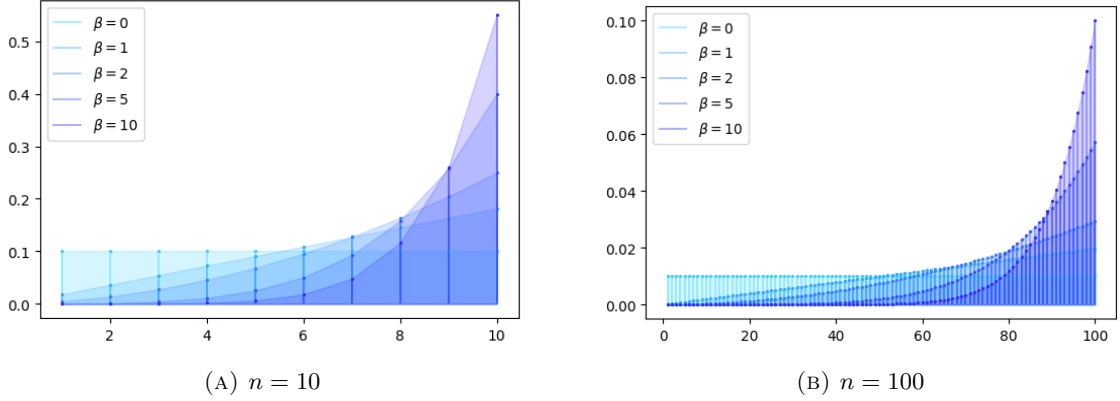 0.5
0.4
0.3
0.2
0.1
0.0
2
4
6
8
10
β = 0
β = 1
β = 2
β = 5
β = 10
(A) n = 10
0.10
0.08
0.06
0.04
0.02
0.00
0
20
40
60
80
100
β = 0
β = 1
β = 2
β = 5
β = 10
(B) n = 100